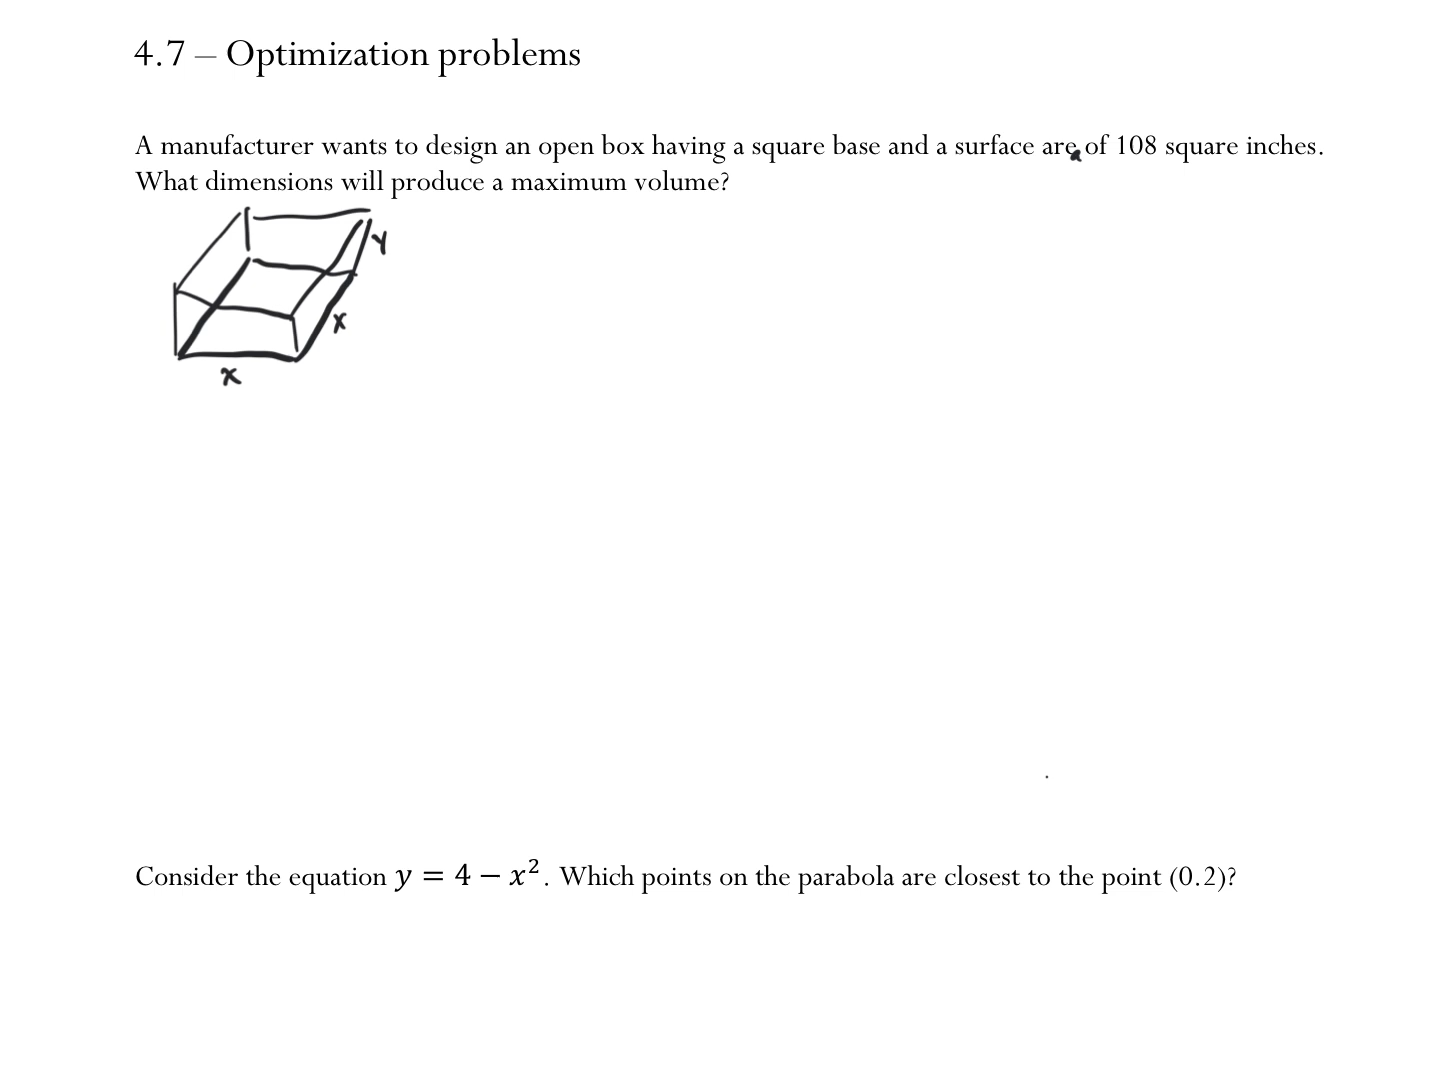 4.7 – Optimization problems
A manufacturer wants to design an open box having a square base and a surface area of 108 square inches.
What dimensions will produce a maximum volume?
y
x
x
Consider the equation y = 4 − x². Which points on the parabola are closest to the point (0.2)?